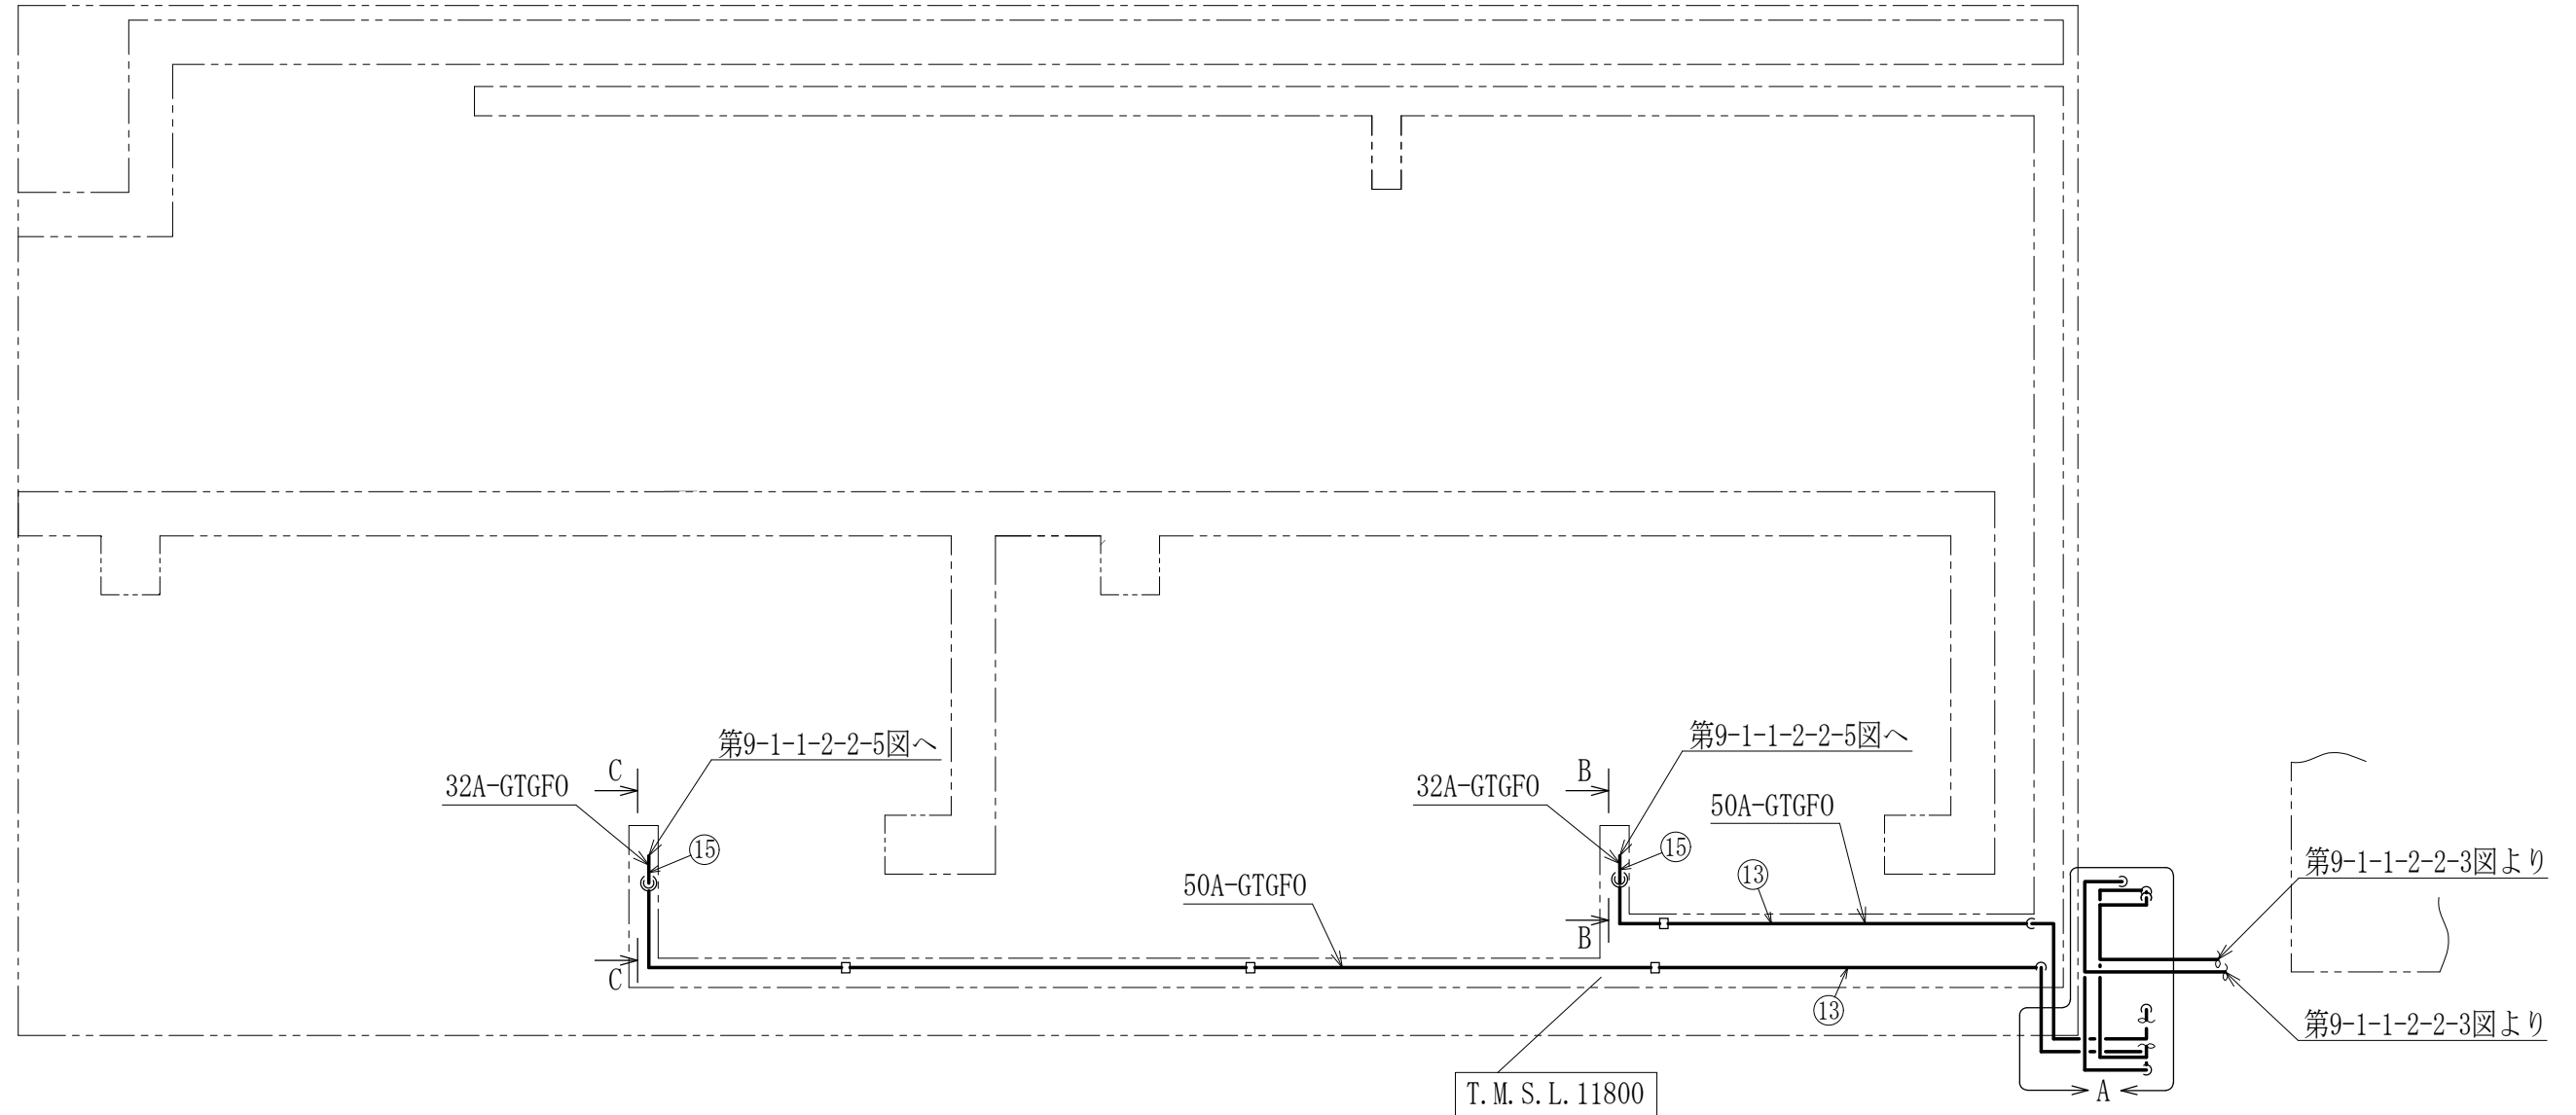 第9-1-1-2-2-5図へ
第9-1-1-2-2-5図へ
C
32A-GTGFO
B
32A-GTGFO
50A-GTGFO
⑮
⑮
⑬
第9-1-1-2-2-3図より
50A-GTGFO
B
C
⑬
第9-1-1-2-2-3図より
T.M.S.L.11800
A